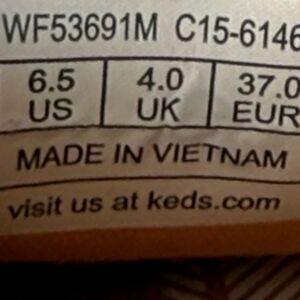 WF53691M C15-6146
6.5 4.0 37.0
US UK EUR
MADE IN VIETNAM
visit us at keds.com